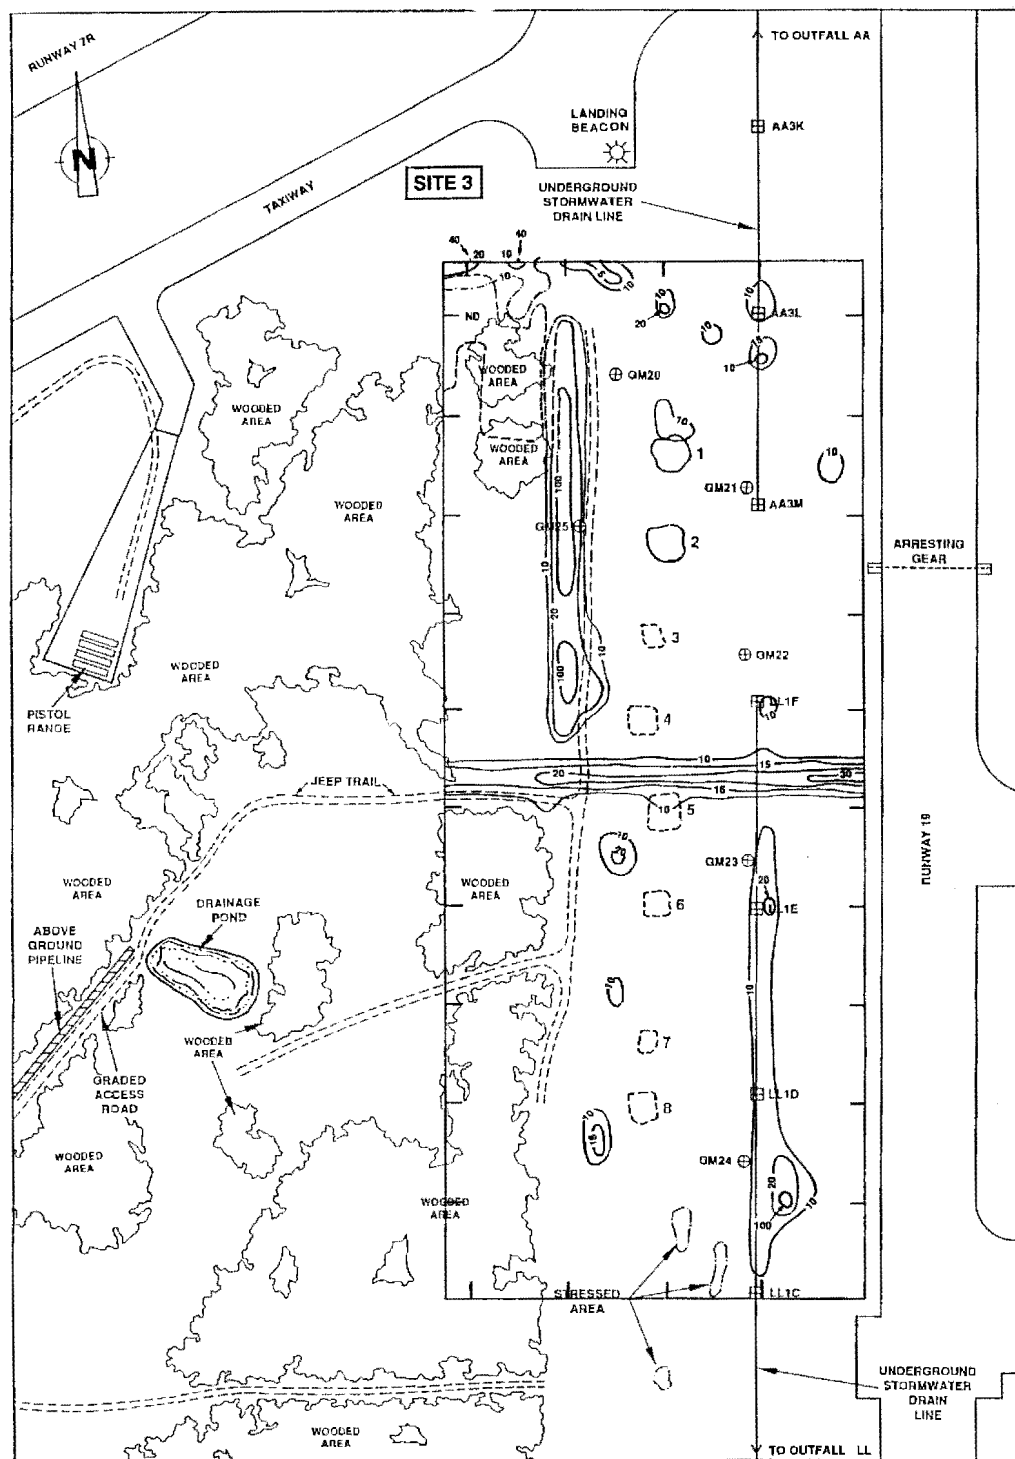 TO OUTFALL AA
RUNWAY 7R
LANDING
BEACON
AA3K
N
SITE 3
TAXIWAY
UNDERGROUND
STORMWATER
DRAIN LINE
40
20
10
40
10
5
10
10
ND
20
10
AA3L
10
15
10
WOODED
AREA
GM20
WOODED
AREA
10
1
WOODED
AREA
10
WOODED
AREA
100
GM21
AA3M
GM25
2
ARRESTING
GEAR
10
20
3
10
GM22
WOODED
AREA
100
PISTOL
RANGE
4
LL1F
10
10
15
20
30
JEEP TRAIL
15
10
5
RUNWAY 19
10
20
GM23
WOODED
AREA
WOODED
AREA
20
DRAINAGE
POND
6
LL1E
ABOVE
GROUND
PIPELINE
10
10
WOODED
AREA
7
GRADED
ACCESS
ROAD
LL1D
8
10
15
WOODED
AREA
GM24
20
10
WOODED
AREA
100
STRESSED
AREA
LL1C
UNDERGROUND
STORMWATER
DRAIN
LINE
WOODED
AREA
TO OUTFALL LL